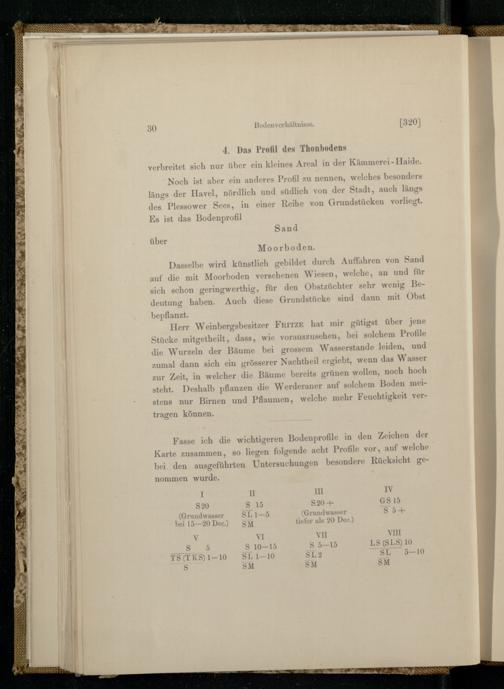 30
Bodenverhältnisse.
[320]
4. Das Profil des Thonbodens
verbreitet sich nur über ein kleines Areal in der Kämmerei-Haide.
Noch ist aber ein anderes Profil zu nennen, welches besonders
längs der Havel, nördlich und südlich von der Stadt, auch längs
des Plessower Sees, in einer Reihe von Grundstücken vorliegt.
Es ist das Bodenprofil
Sand
über
Moorboden.
Dasselbe wird künstlich gebildet durch Auffahren von Sand
auf die mit Moorboden versehenen Wiesen, welche, an und für
sich schon geringwerthig, für den Obstzüchter sehr wenig Be-
deutung haben. Auch diese Grundstücke sind dann mit Obst
bepflanzt.
Herr Weinbergsbesitzer FRITZE hat mir gütigst über jene
Stücke mitgetheilt, dass, wie vorauszusehen, bei solchem Profile
die Wurzeln der Bäume bei grossem Wasserstande leiden, und
zumal dann sich ein grösserer Nachtheil ergiebt, wenn das Wasser
zur Zeit, in welcher die Bäume bereits grünen wollen, noch hoch
steht. Deshalb pflanzen die Werderaner auf solchem Boden mei-
stens nur Birnen und Pflaumen, welche mehr Feuchtigkeit ver-
tragen können.
Fasse ich die wichtigeren Bodenprofile in den Zeichen der
Karte zusammen, so liegen folgende acht Profile vor, auf welche
bei den ausgeführten Untersuchungen besondere Rücksicht ge-
nommen wurde.
I II III IV
S 20 S 15 S 20 + GS 15
(Grundwasser SL 1—5 (Grundwasser S 5 +
bei 15—20 Dec.) SM tiefer als 20 Dec.)
V VI VII VIII
S 5 S 10—15 S 5—15 LS (SLS) 10
TS (TKS) 1—10 SL 1—10 SL 2 SL 5—10
S SM SM SM